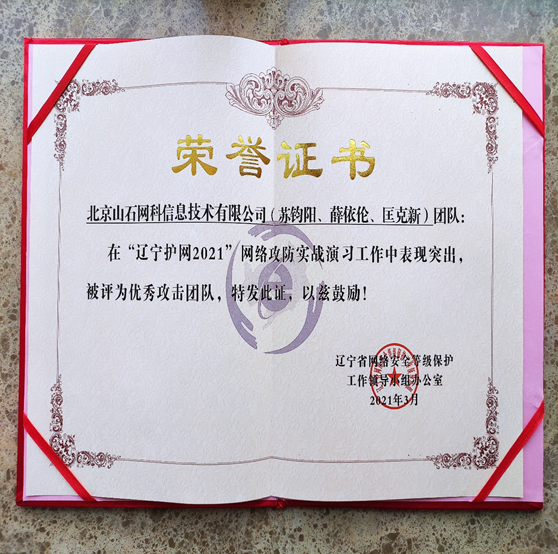 荣誉证书
北京山石网科信息技术有限公司（苏钧阳、薛依伦、匡克新）团队：
在“辽宁护网2021”网络攻防实战演习工作中表现突出，
被评为优秀攻击团队，特发此证，以兹鼓励！
辽宁省网络安全等级保护
工作领导小组办公室
2021年3月